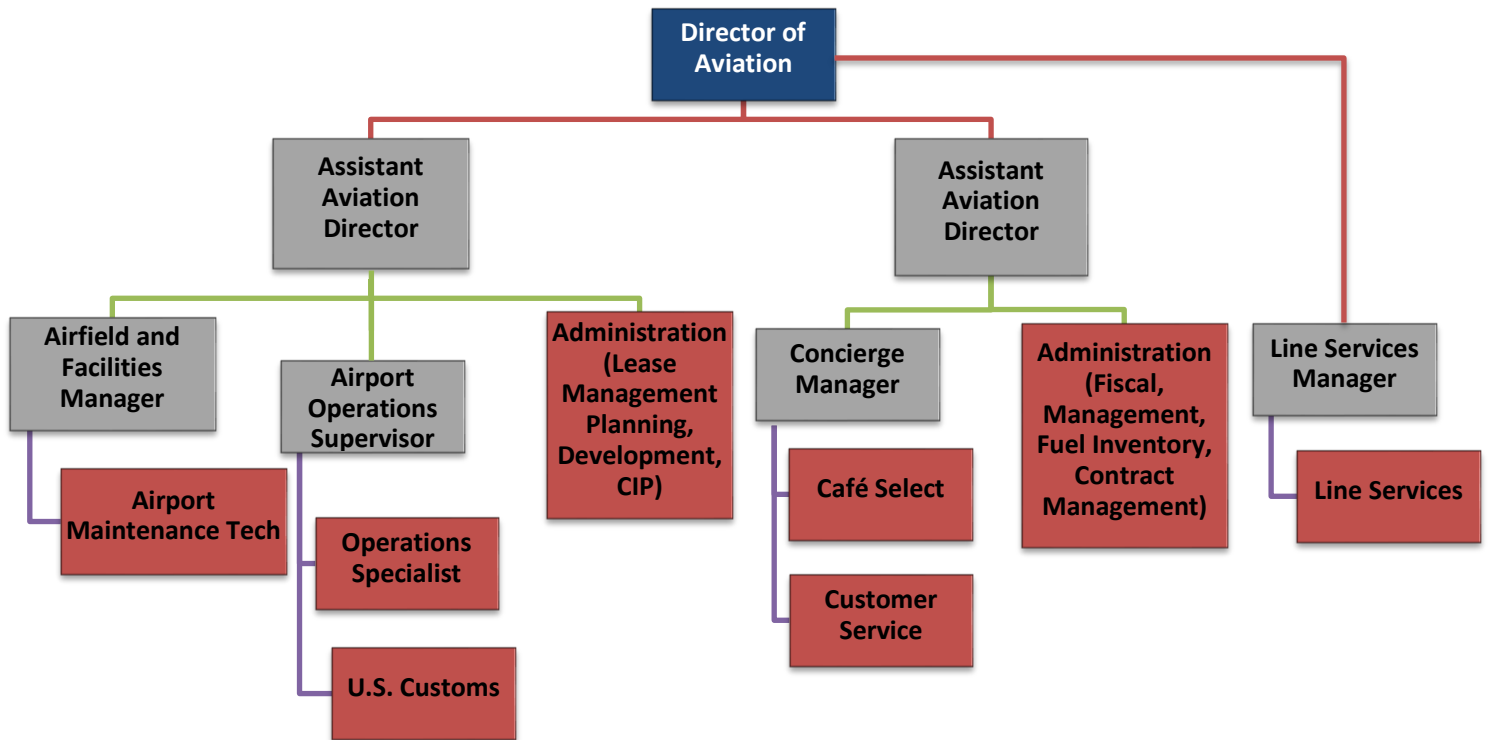 Director of
Aviation
Assistant
Aviation
Director
Assistant
Aviation
Director
Airfield and
Facilities
Manager
Airport
Operations
Supervisor
Administration
(Lease
Management
Planning,
Development,
CIP)
Concierge
Manager
Administration
(Fiscal,
Management,
Fuel Inventory,
Contract
Management)
Line Services
Manager
Airport
Maintenance Tech
Operations
Specialist
U.S. Customs
Café Select
Customer
Service
Line Services